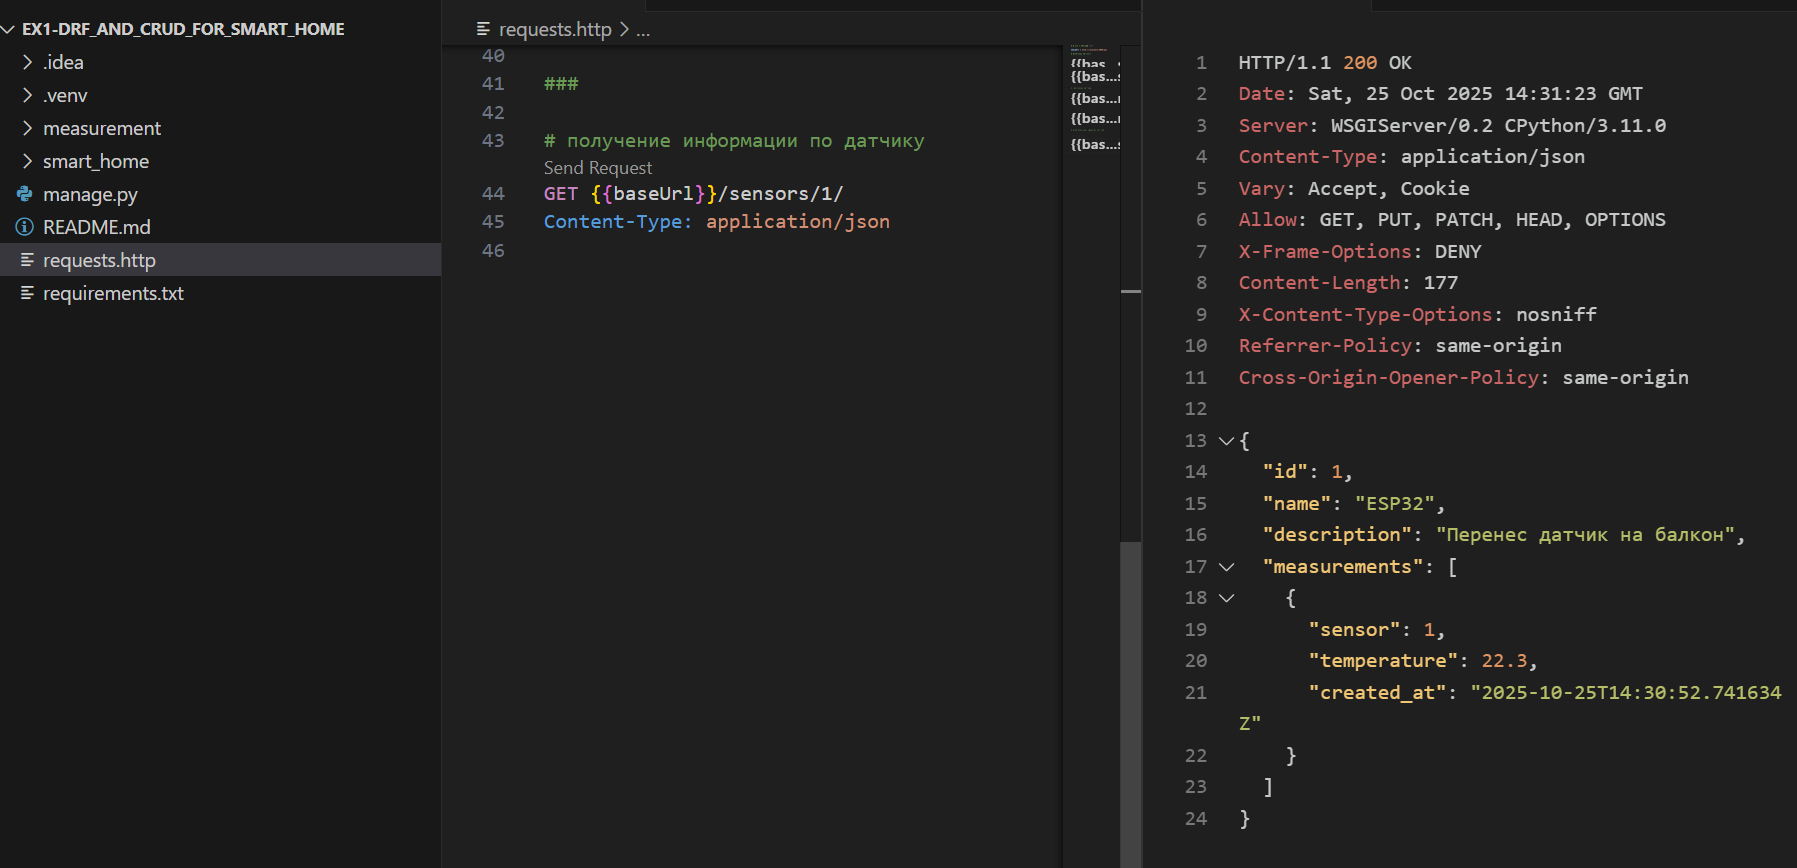 EX1-DRF_AND_CRUD_FOR_SMART_HOME
.idea
.venv
measurement
smart_home
manage.py
README.md
requests.http
requirements.txt
requests.http > ...
40
41 ###
42
43 # получение информации по датчику
Send Request
44 GET {{baseUrl}}/sensors/1/
45 Content-Type: application/json
46
{{bas...s
{{bas...
{{bas...
{{bas...s
1 HTTP/1.1 200 OK
2 Date: Sat, 25 Oct 2025 14:31:23 GMT
3 Server: WSGIServer/0.2 CPython/3.11.0
4 Content-Type: application/json
5 Vary: Accept, Cookie
6 Allow: GET, PUT, PATCH, HEAD, OPTIONS
7 X-Frame-Options: DENY
8 Content-Length: 177
9 X-Content-Type-Options: nosniff
10 Referrer-Policy: same-origin
11 Cross-Origin-Opener-Policy: same-origin
12
13 {
14 "id": 1,
15 "name": "ESP32",
16 "description": "Перенес датчик на балкон",
17 "measurements": [
18 {
19 "sensor": 1,
20 "temperature": 22.3,
21 "created_at": "2025-10-25T14:30:52.741634
Z"
22 }
23 ]
24 }